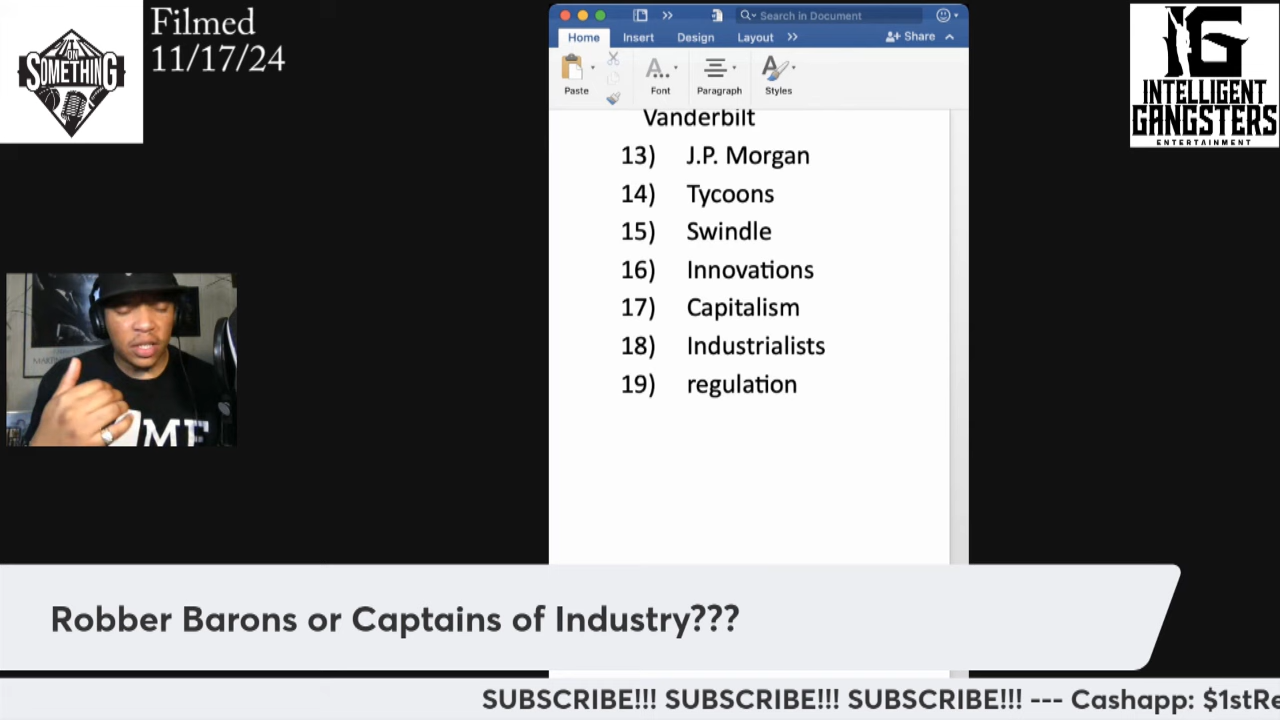 Filmed
11/17/24
ON
SOMETHING
IG
INTELLIGENT
GANGSTERS
ENTERTAINMENT
Search in Document
Home Insert Design Layout Share
Paste Font Paragraph Styles
Vanderbilt
13) J.P. Morgan
14) Tycoons
15) Swindle
16) Innovations
17) Capitalism
18) Industrialists
19) regulation
ME
Robber Barons or Captains of Industry???
SUBSCRIBE!!! SUBSCRIBE!!! SUBSCRIBE!!! --- Cashapp: $1stRe